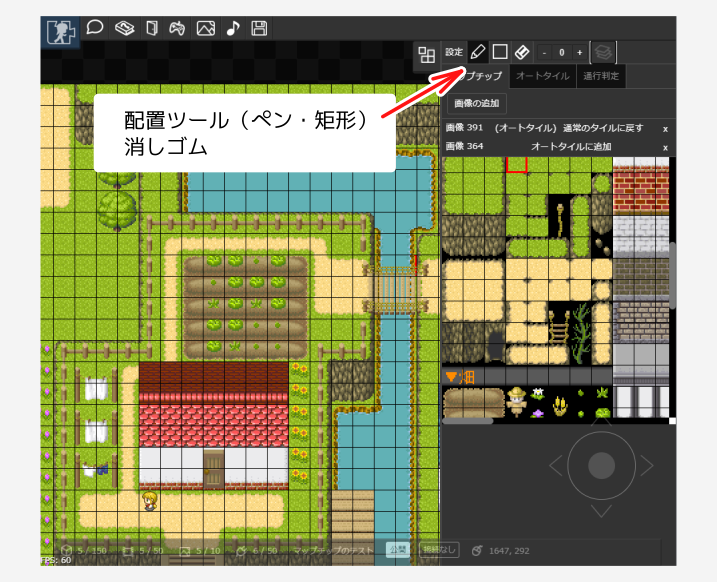 設定
- 0 +
プチップ オートタイル 通行判定
画像の追加
画像 391 (オートタイル) 通常のタイルに戻す x
画像 364 オートタイルに追加 x
配置ツール（ペン・矩形）
消しゴム
▼畑
5 / 150 5 / 50 5 / 10 6 / 50 マップチップのテスト 公開 接続なし 1647, 292
FPS: 60